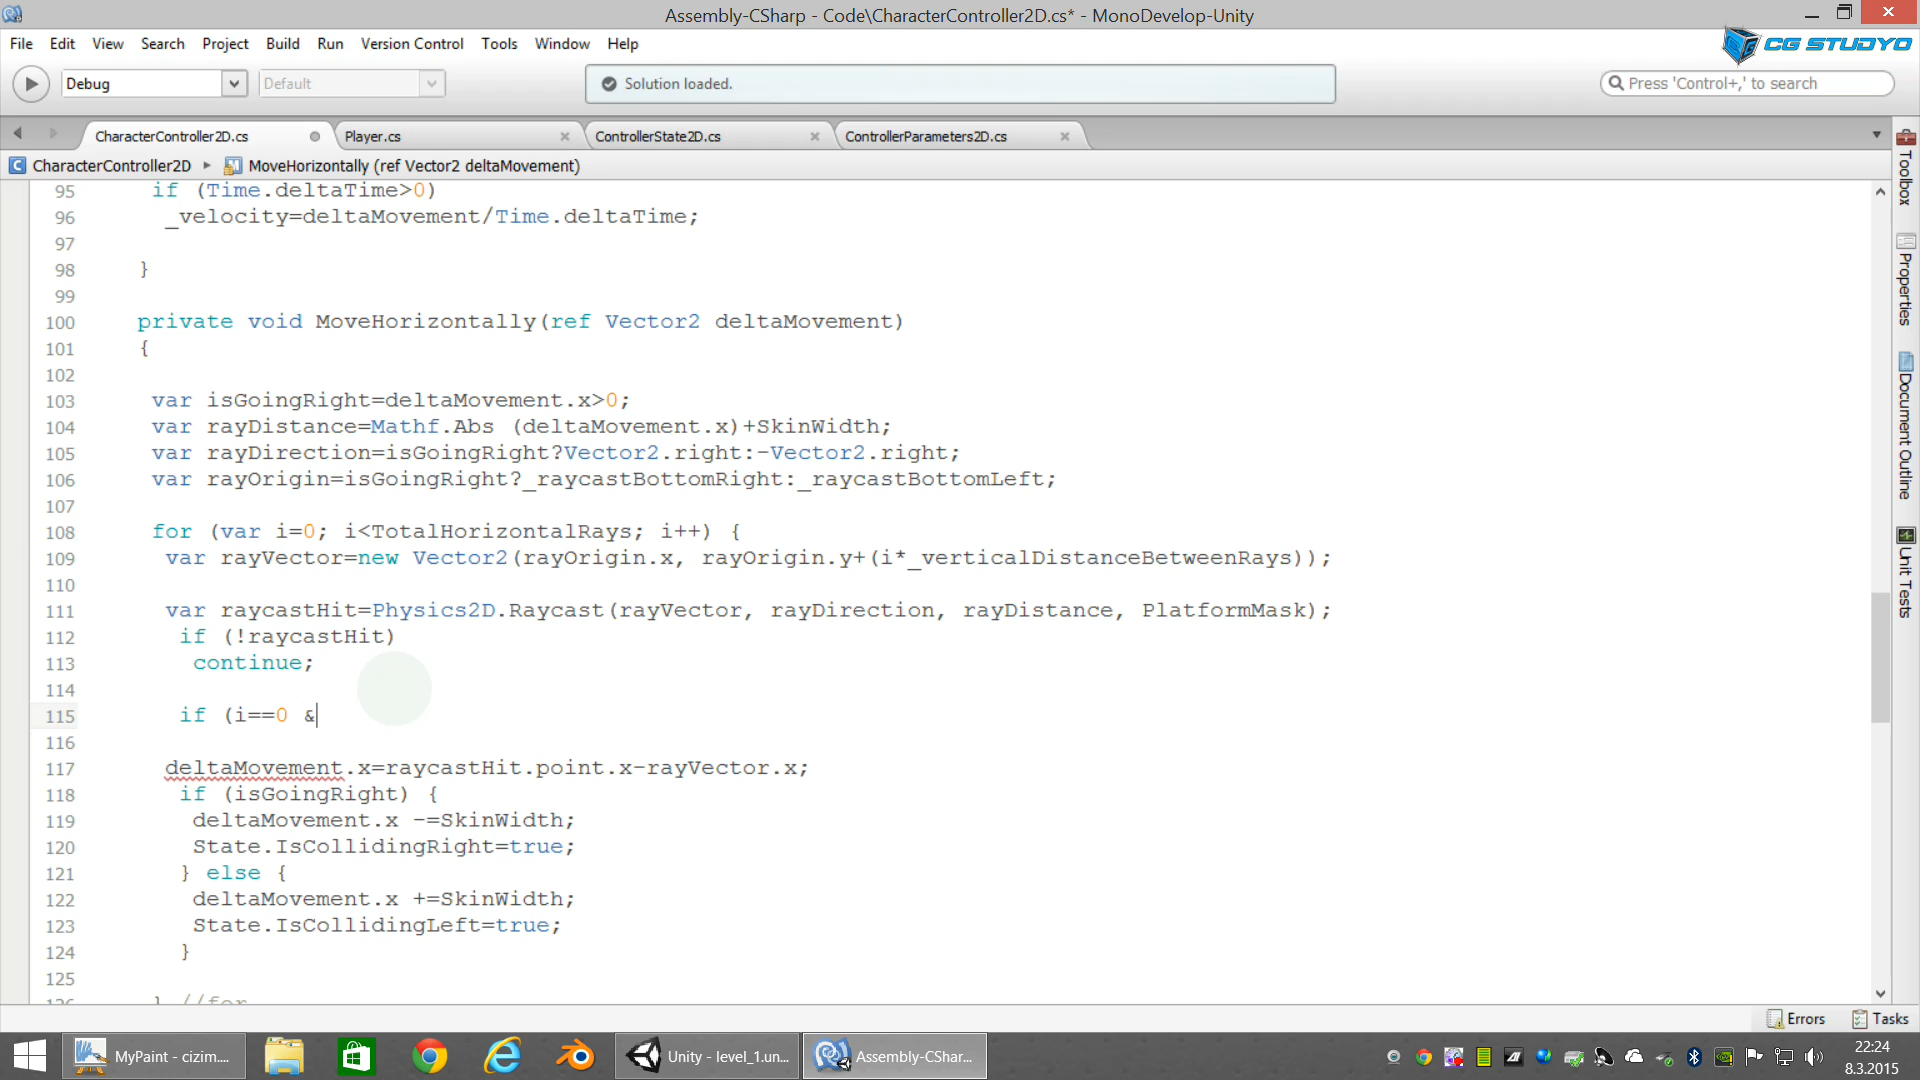 Assembly-CSharp - Code\CharacterController2D.cs* - MonoDevelop-Unity
File Edit View Search Project Build Run Version Control Tools Window Help
CG STUDYO
Debug Default Solution loaded. Press 'Control+,' to search
CharacterController2D.cs Player.cs ControllerState2D.cs ControllerParameters2D.cs
CharacterController2D MoveHorizontally (ref Vector2 deltaMovement)
95 if (Time.deltaTime>0)
96 _velocity=deltaMovement/Time.deltaTime;
97
98 }
99
100 private void MoveHorizontally(ref Vector2 deltaMovement)
101 {
102
103 var isGoingRight=deltaMovement.x>0;
104 var rayDistance=Mathf.Abs (deltaMovement.x)+SkinWidth;
105 var rayDirection=isGoingRight?Vector2.right:-Vector2.right;
106 var rayOrigin=isGoingRight?_raycastBottomRight:_raycastBottomLeft;
107
108 for (var i=0; i<TotalHorizontalRays; i++) {
109 var rayVector=new Vector2(rayOrigin.x, rayOrigin.y+(i*_verticalDistanceBetweenRays));
110
111 var raycastHit=Physics2D.Raycast(rayVector, rayDirection, rayDistance, PlatformMask);
112 if (!raycastHit)
113 continue;
114
115 if (i==0 &
116
117 deltaMovement.x=raycastHit.point.x-rayVector.x;
118 if (isGoingRight) {
119 deltaMovement.x -=SkinWidth;
120 State.IsCollidingRight=true;
121 } else {
122 deltaMovement.x +=SkinWidth;
123 State.IsCollidingLeft=true;
124 }
125
126 } //for
Toolbox
Properties
Document Outline
Unit Tests
Errors Tasks
MyPaint - cizim.... Unity - level_1.un... Assembly-CShar...
22:24
8.3.2015